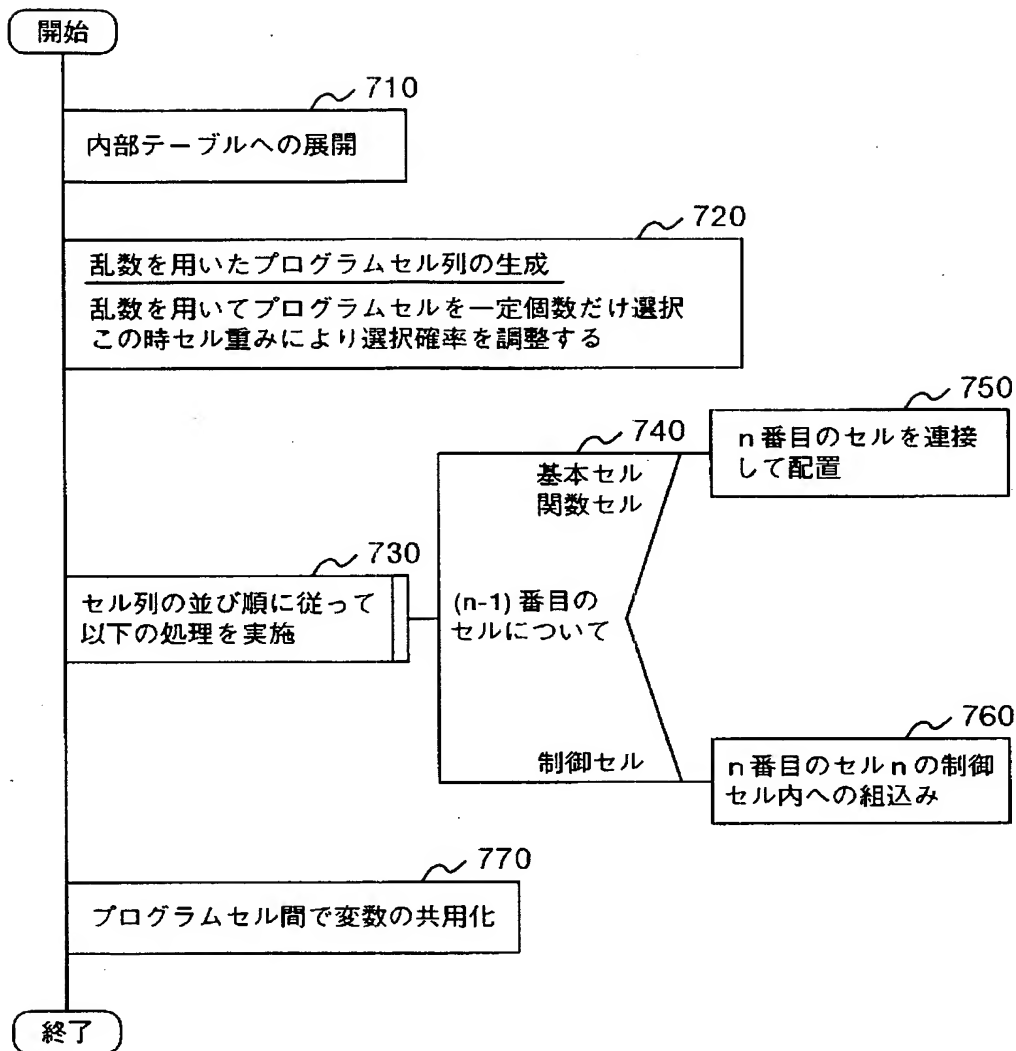 開始
710
内部テーブルへの展開
720
乱数を用いたプログラムセル列の生成
乱数を用いてプログラムセルを一定個数だけ選択
この時セル重みにより選択確率を調整する
730
セル列の並び順に従って
以下の処理を実施
740
基本セル
関数セル
(n-1) 番目の
セルについて
制御セル
750
n 番目のセルを連接
して配置
760
n 番目のセル n の制御
セル内への組込み
770
プログラムセル間で変数の共用化
終了